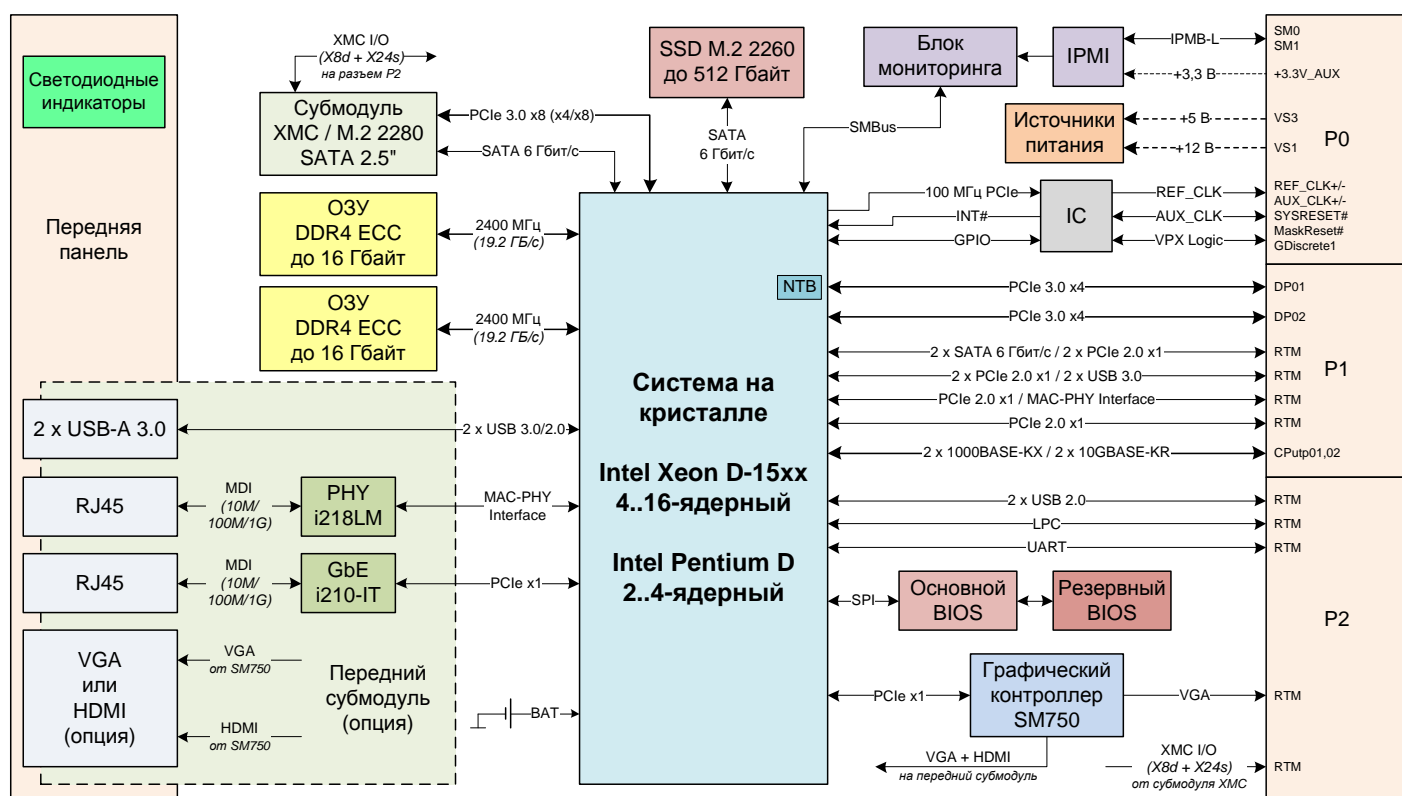 Светодиодные
индикаторы
Передняя
панель
XMC I/O
(X8d + X24s)
на разъем P2
Субмодуль
XMC / M.2 2280
SATA 2.5"
PCIe 3.0 x8 (x4/x8)
SATA 6 Гбит/с
SSD M.2 2260
до 512 Гбайт
SATA
6 Гбит/с
Блок
мониторинга
SMBus
IPMI
IPMB-L
+3,3 В
Источники
питания
+5 В
+12 В
SM0
SM1
+3.3V_AUX
VS3
VS1
P0
ОЗУ
DDR4 ECC
до 16 Гбайт
2400 МГц
(19.2 ГБ/с)
ОЗУ
DDR4 ECC
до 16 Гбайт
2400 МГц
(19.2 ГБ/с)
100 МГц PCIe
INT#
GPIO
IC
REF_CLK
AUX_CLK
VPX Logic
REF_CLK+/-
AUX_CLK+/-
SYSRESET#
MaskReset#
GDiscrete1
NTB
PCIe 3.0 x4
DP01
PCIe 3.0 x4
DP02
2 x SATA 6 Гбит/с / 2 x PCIe 2.0 x1
RTM
2 x PCIe 2.0 x1 / 2 x USB 3.0
RTM
PCIe 2.0 x1 / MAC-PHY Interface
RTM
PCIe 2.0 x1
RTM
2 x 1000BASE-KX / 2 x 10GBASE-KR
CPutp01,02
P1
Система на
кристалле
Intel Xeon D-15xx
4..16-ядерный
Intel Pentium D
2..4-ядерный
2 x USB-A 3.0
2 x USB 3.0/2.0
RJ45
MDI
(10M/
100M/1G)
PHY
i218LM
MAC-PHY
Interface
RJ45
MDI
(10M/
100M/1G)
GbE
i210-IT
PCIe x1
VGA
или
HDMI
(опция)
VGA
от SM750
HDMI
от SM750
Передний
субмодуль
(опция)
BAT
2 x USB 2.0
RTM
LPC
RTM
UART
RTM
SPI
Основной
BIOS
Резервный
BIOS
P2
PCIe x1
Графический
контроллер
SM750
VGA
RTM
VGA + HDMI
на передний субмодуль
XMC I/O
(X8d + X24s)
от субмодуля XMC
RTM